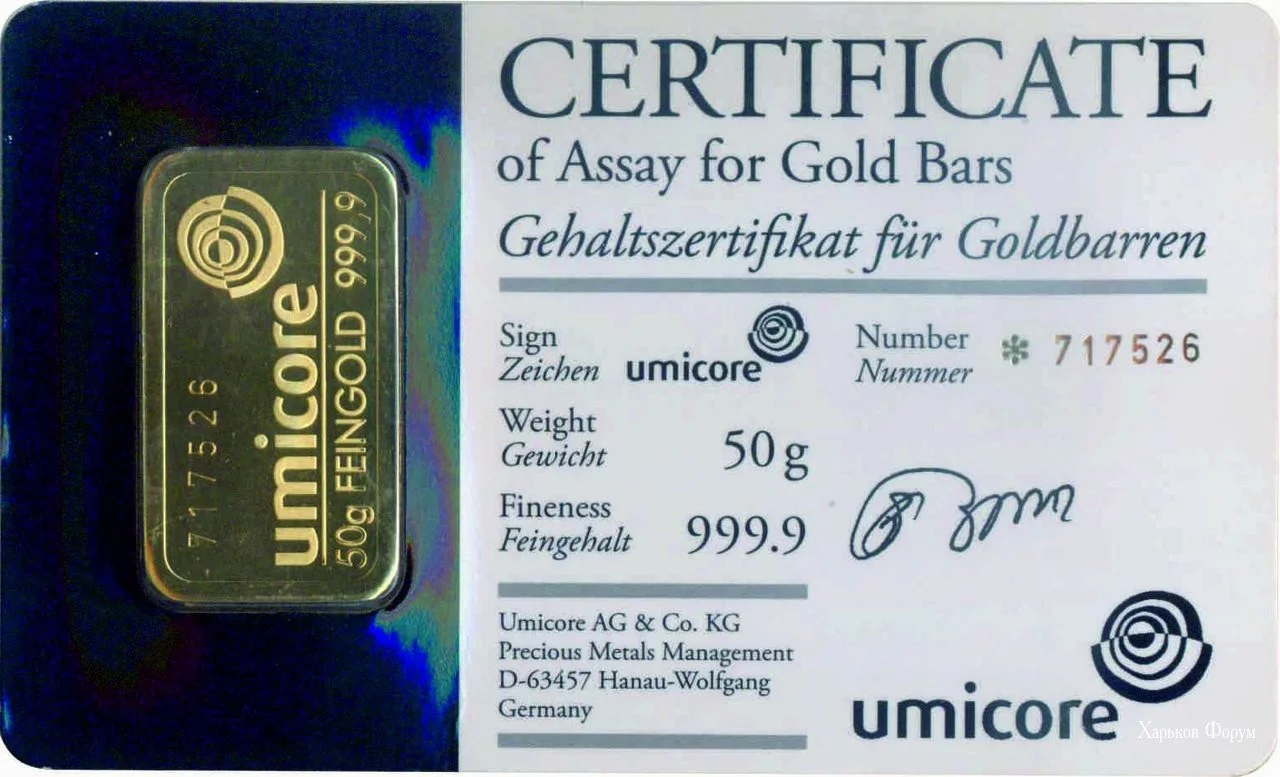 umicore
50g FEINGOLD 999,9
717526
CERTIFICATE
of Assay for Gold Bars
Gehaltszertifikat für Goldbarren
Sign
Zeichen
umicore
Number
Nummer
* 717526
Weight
Gewicht
50 g
Fineness
Feingehalt
999.9
Umicore AG & Co. KG
Precious Metals Management
D-63457 Hanau-Wolfgang
Germany
umicore
Харьков Форум